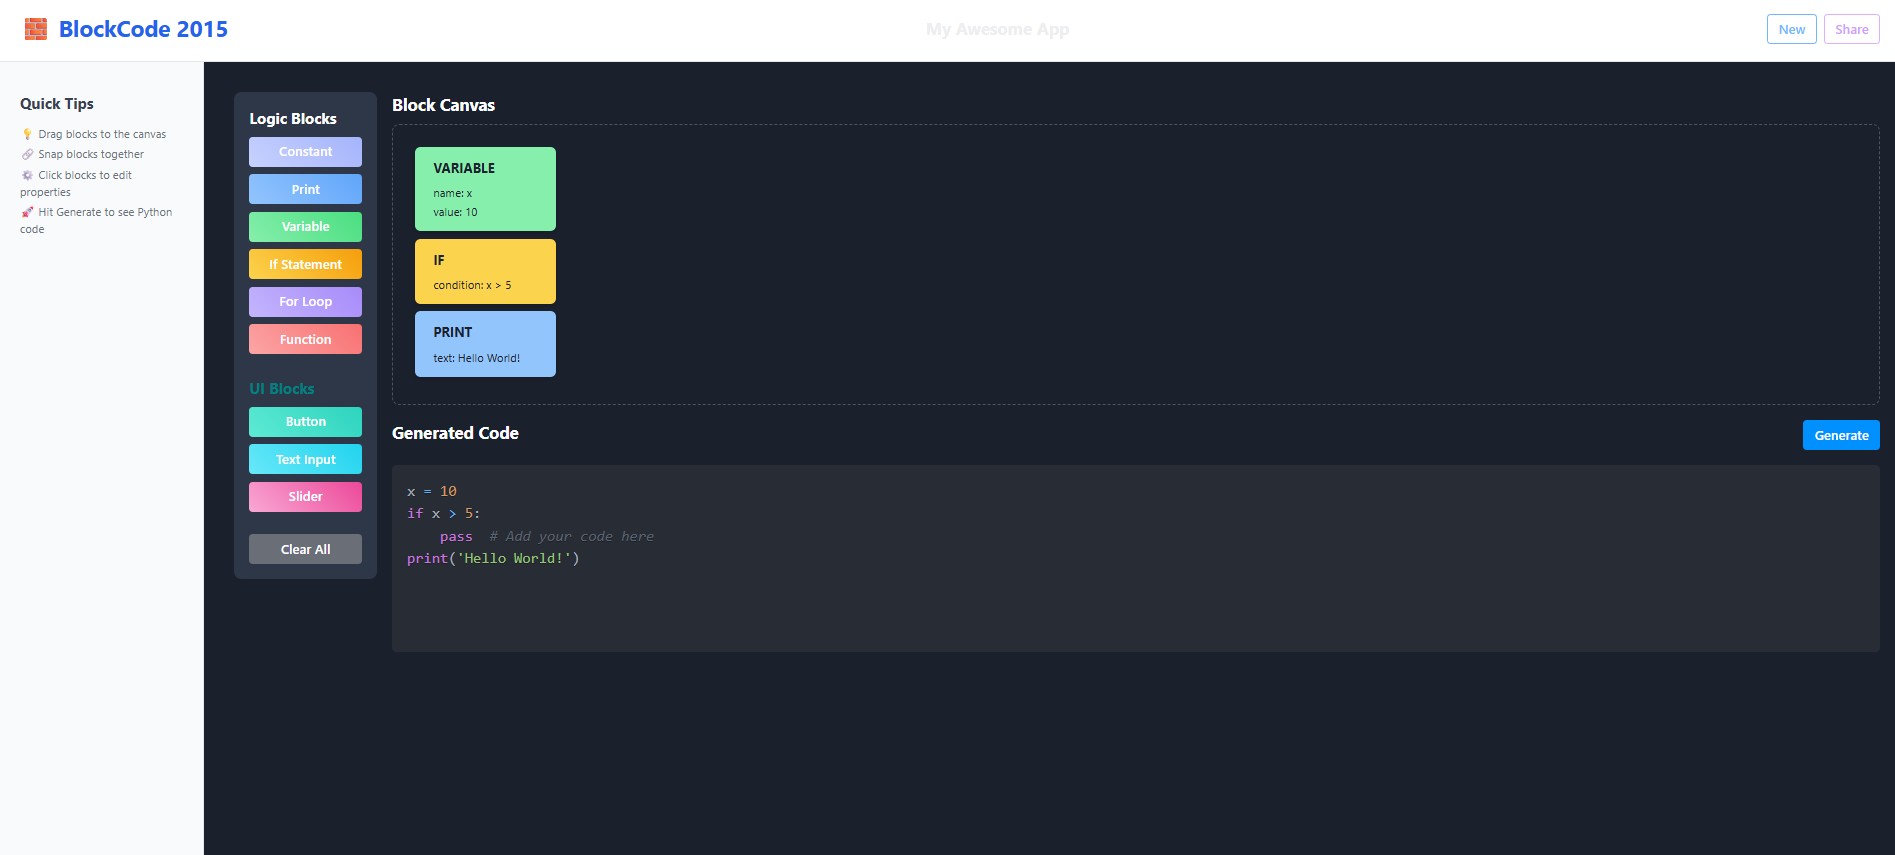 BlockCode 2015
My Awesome App
New
Share
Quick Tips
Drag blocks to the canvas
Snap blocks together
Click blocks to edit
properties
Hit Generate to see Python
code
Logic Blocks
Constant
Print
Variable
If Statement
For Loop
Function
UI Blocks
Button
Text Input
Slider
Clear All
Block Canvas
VARIABLE
name: x
value: 10
IF
condition: x > 5
PRINT
text: Hello World!
Generated Code
Generate
x = 10
if x > 5:
    pass  # Add your code here
print('Hello World!')